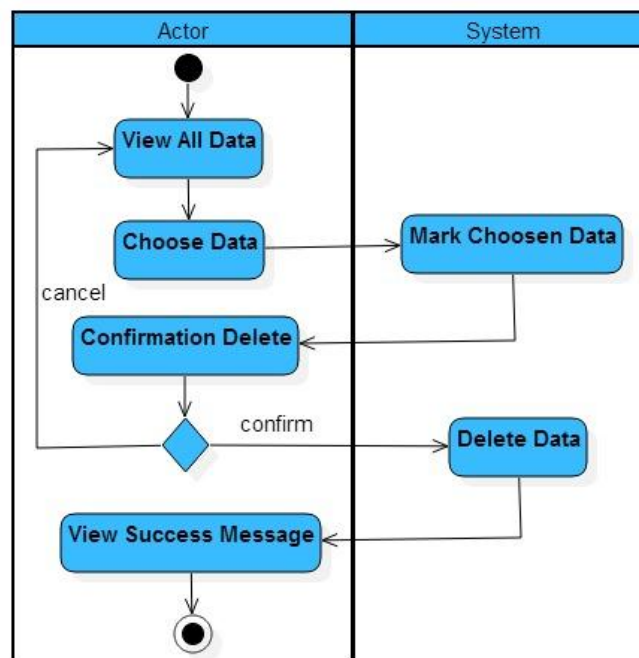 Actor
System
View All Data
Choose Data
Mark Choosen Data
cancel
Confirmation Delete
confirm
Delete Data
View Success Message